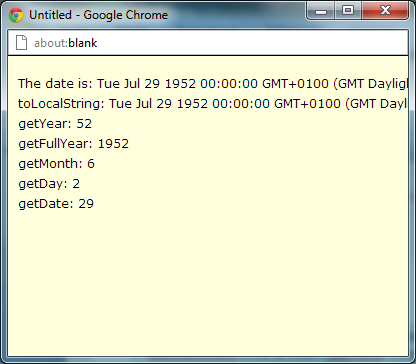 Untitled - Google Chrome
about:blank
The date is: Tue Jul 29 1952 00:00:00 GMT+0100 (GMT Dayligh
toLocalString: Tue Jul 29 1952 00:00:00 GMT+0100 (GMT Dayl
getYear: 52
getFullYear: 1952
getMonth: 6
getDay: 2
getDate: 29